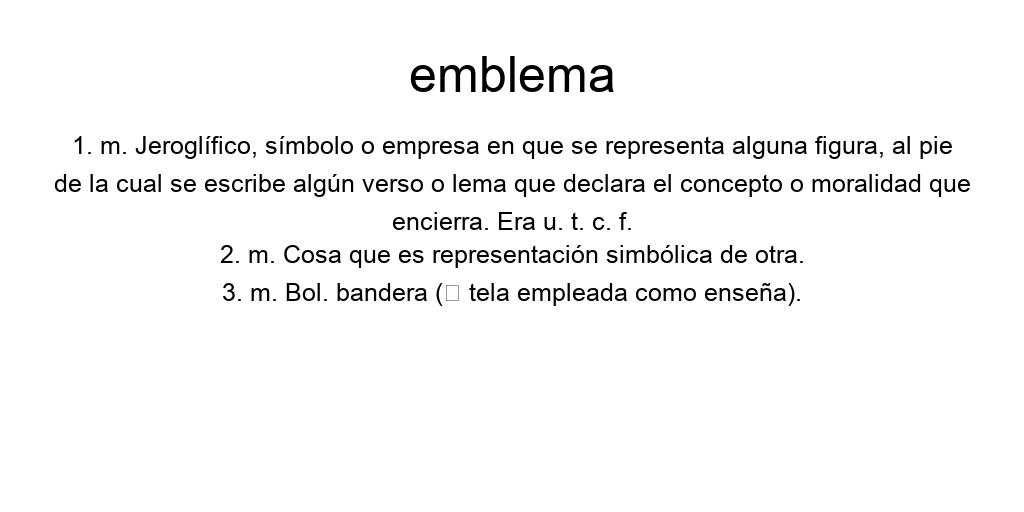 emblema
1. m. Jeroglífico, símbolo o empresa en que se representa alguna figura, al pie
de la cual se escribe algún verso o lema que declara el concepto o moralidad que
encierra. Era u. t. c. f.
2. m. Cosa que es representación simbólica de otra.
3. m. Bol. bandera (□ tela empleada como enseña).